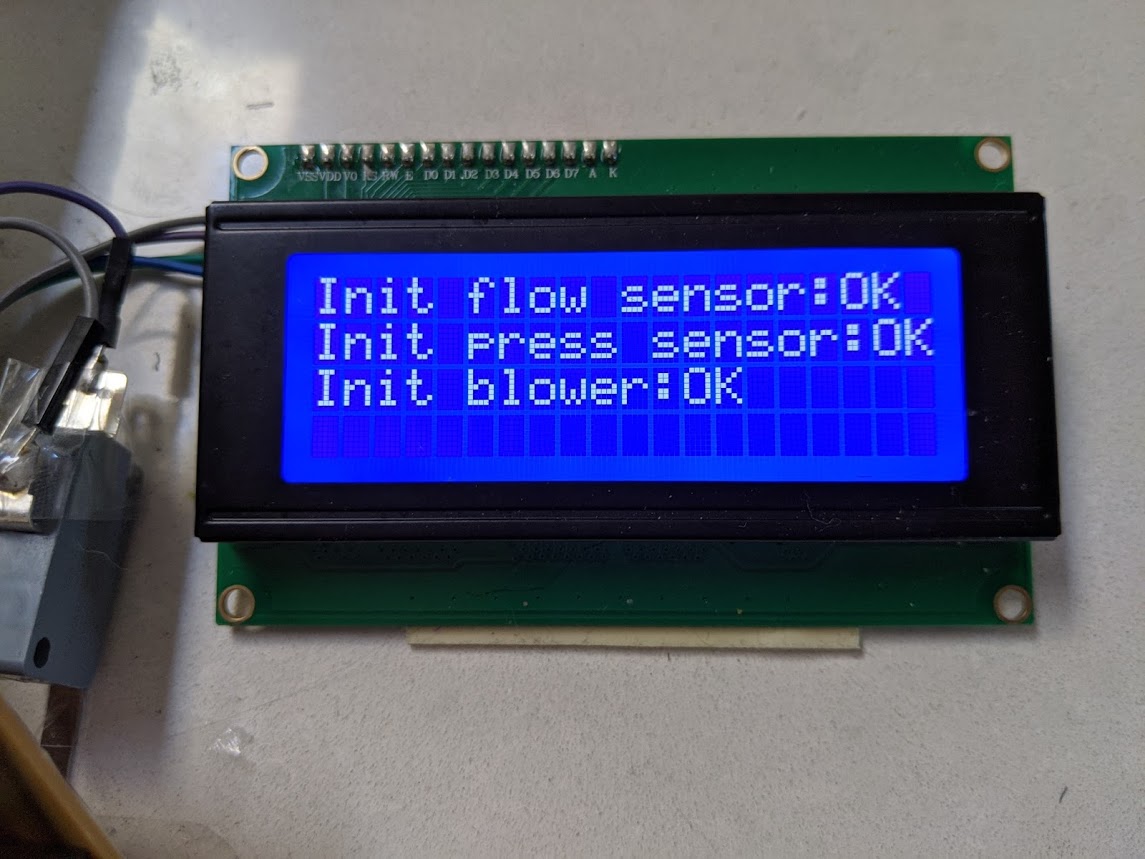 VSS VDD V0 RS RW E D0 D1 D2 D3 D4 D5 D6 D7 A K
Init flow sensor:OK
Init press sensor:OK
Init blower:OK